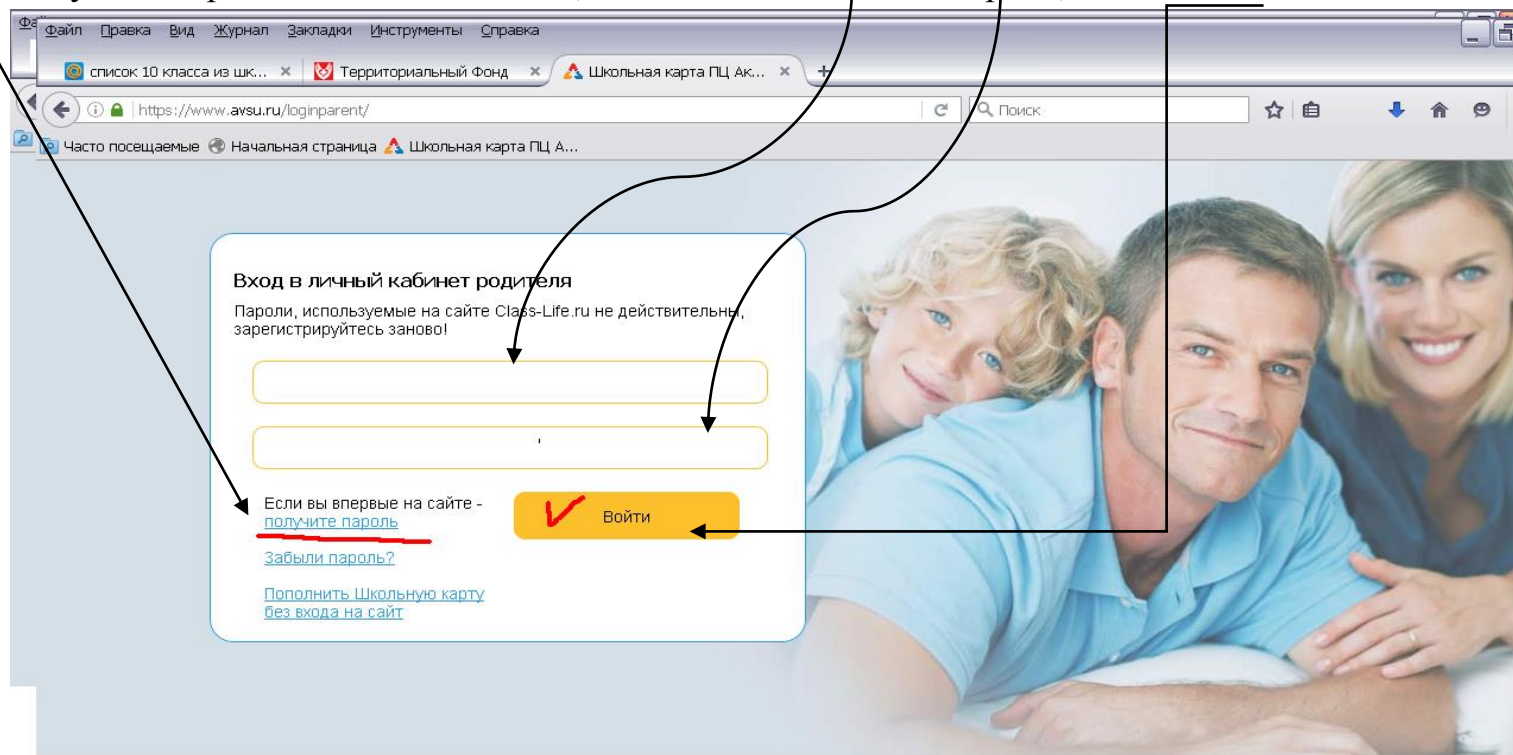 Файл Правка Вид Журнал Закладки Инструменты Справка
список 10 класса из шк... × Территориальный Фонд × Школьная карта ПЦ Ак... × +
https://www.avsu.ru/loginparent/ Поиск
Часто посещаемые Начальная страница Школьная карта ПЦ А...
Вход в личный кабинет родителя
Пароли, используемые на сайте Class-Life.ru не действительны,
зарегистрируйтесь заново!
Если вы впервые на сайте -
получите пароль
Войти
Забыли пароль?
Пополнить Школьную карту
без входа на сайт